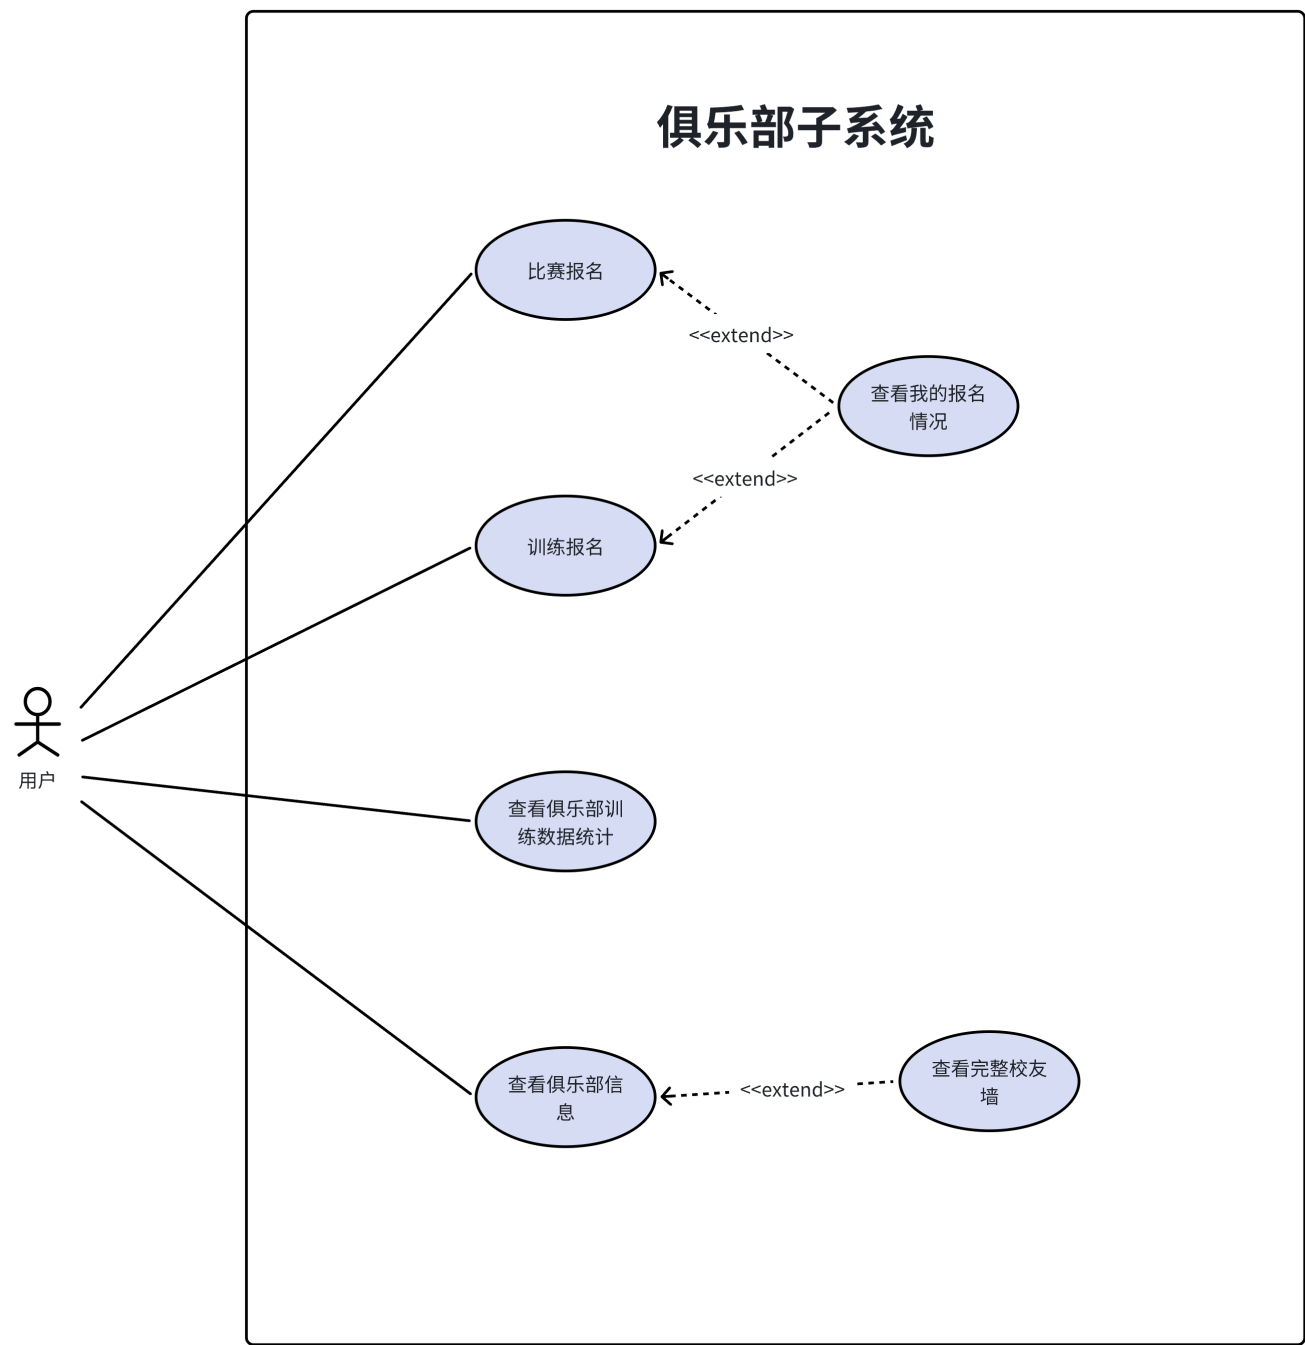 俱乐部子系统
比赛报名
<<extend>>
查看我的报名
情况
<<extend>>
训练报名
用户
查看俱乐部训
练数据统计
查看俱乐部信
息
<<extend>>
查看完整校友
墙